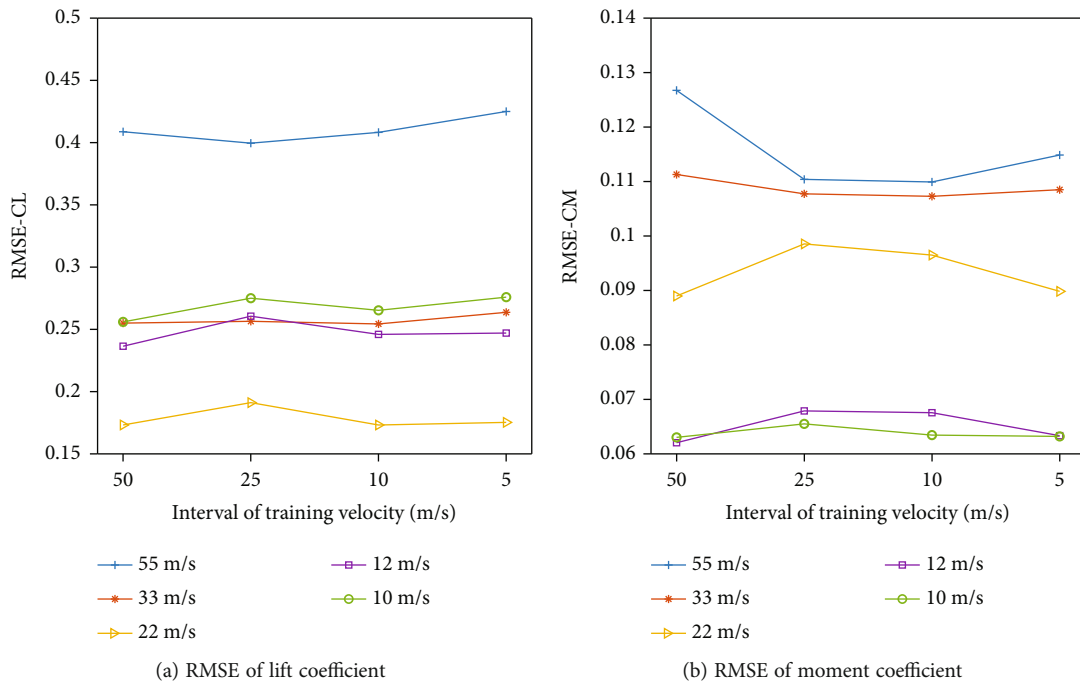 0.5
0.45
0.4
0.35
0.3
0.25
0.2
0.15
RMSE-CL
50 25 10 5
Interval of training velocity (m/s)
55 m/s 12 m/s
33 m/s 10 m/s
22 m/s
(a) RMSE of lift coefficient
0.14
0.13
0.12
0.11
0.1
0.09
0.08
0.07
0.06
RMSE-CM
50 25 10 5
Interval of training velocity (m/s)
55 m/s 12 m/s
33 m/s 10 m/s
22 m/s
(b) RMSE of moment coefficient